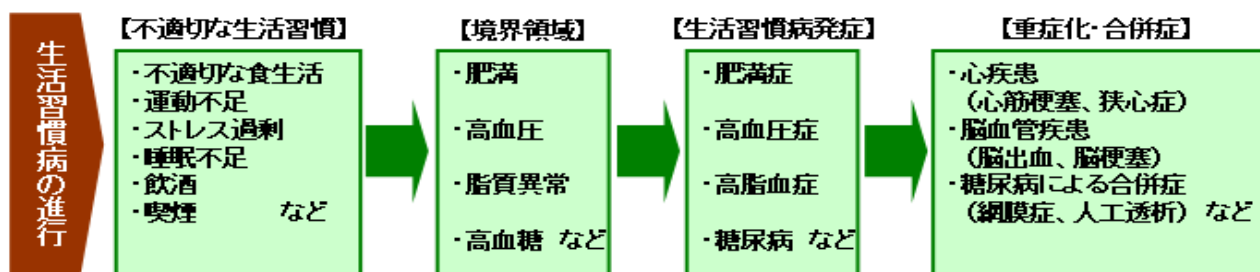 生活習慣病の進行
【不適切な生活習慣】
・不適切な食生活
・運動不足
・ストレス過剰
・睡眠不足
・飲酒
・喫煙 など
【境界領域】
・肥満
・高血圧
・脂質異常
・高血糖 など
【生活習慣病発症】
・肥満症
・高血圧症
・高脂血症
・糖尿病 など
【重症化・合併症】
・心疾患
（心筋梗塞、狭心症）
・脳血管疾患
（脳出血、脳梗塞）
・糖尿病による合併症
（網膜症、人工透析） など